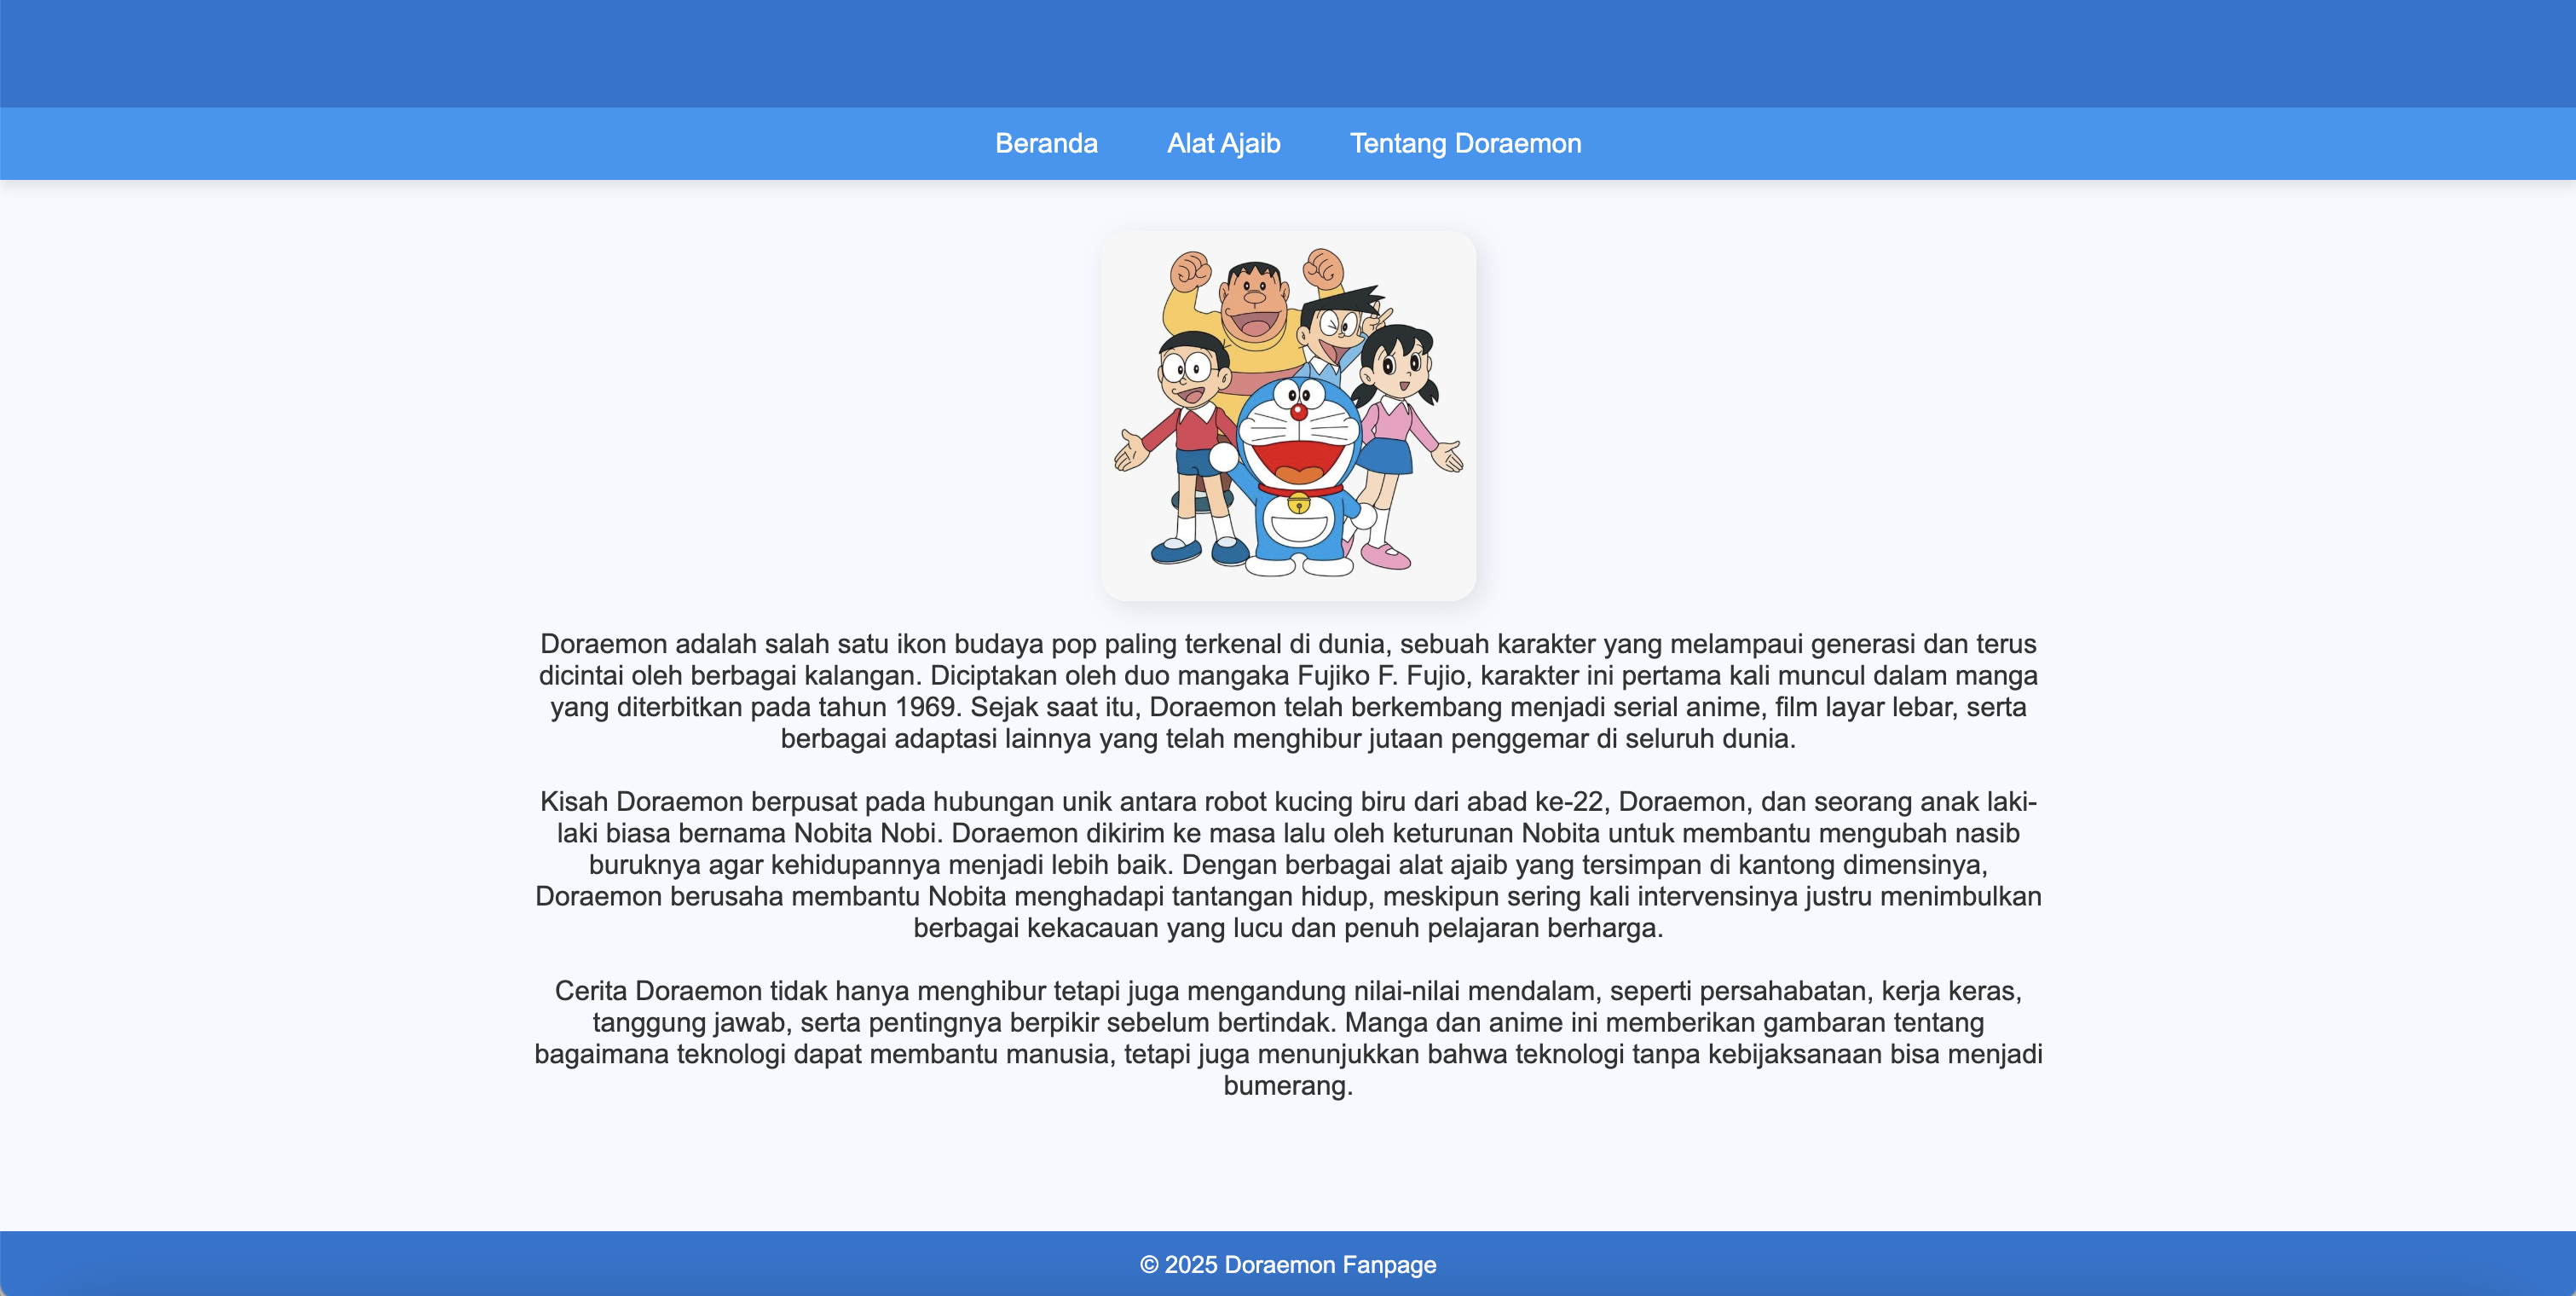 Beranda Alat Ajaib Tentang Doraemon
Doraemon adalah salah satu ikon budaya pop paling terkenal di dunia, sebuah karakter yang melampaui generasi dan terus
dicintai oleh berbagai kalangan. Diciptakan oleh duo mangaka Fujiko F. Fujio, karakter ini pertama kali muncul dalam manga
yang diterbitkan pada tahun 1969. Sejak saat itu, Doraemon telah berkembang menjadi serial anime, film layar lebar, serta
berbagai adaptasi lainnya yang telah menghibur jutaan penggemar di seluruh dunia.
Kisah Doraemon berpusat pada hubungan unik antara robot kucing biru dari abad ke-22, Doraemon, dan seorang anak laki-
laki biasa bernama Nobita Nobi. Doraemon dikirim ke masa lalu oleh keturunan Nobita untuk membantu mengubah nasib
buruknya agar kehidupannya menjadi lebih baik. Dengan berbagai alat ajaib yang tersimpan di kantong dimensinya,
Doraemon berusaha membantu Nobita menghadapi tantangan hidup, meskipun sering kali intervensinya justru menimbulkan
berbagai kekacauan yang lucu dan penuh pelajaran berharga.
Cerita Doraemon tidak hanya menghibur tetapi juga mengandung nilai-nilai mendalam, seperti persahabatan, kerja keras,
tanggung jawab, serta pentingnya berpikir sebelum bertindak. Manga dan anime ini memberikan gambaran tentang
bagaimana teknologi dapat membantu manusia, tetapi juga menunjukkan bahwa teknologi tanpa kebijaksanaan bisa menjadi
bumerang.
© 2025 Doraemon Fanpage